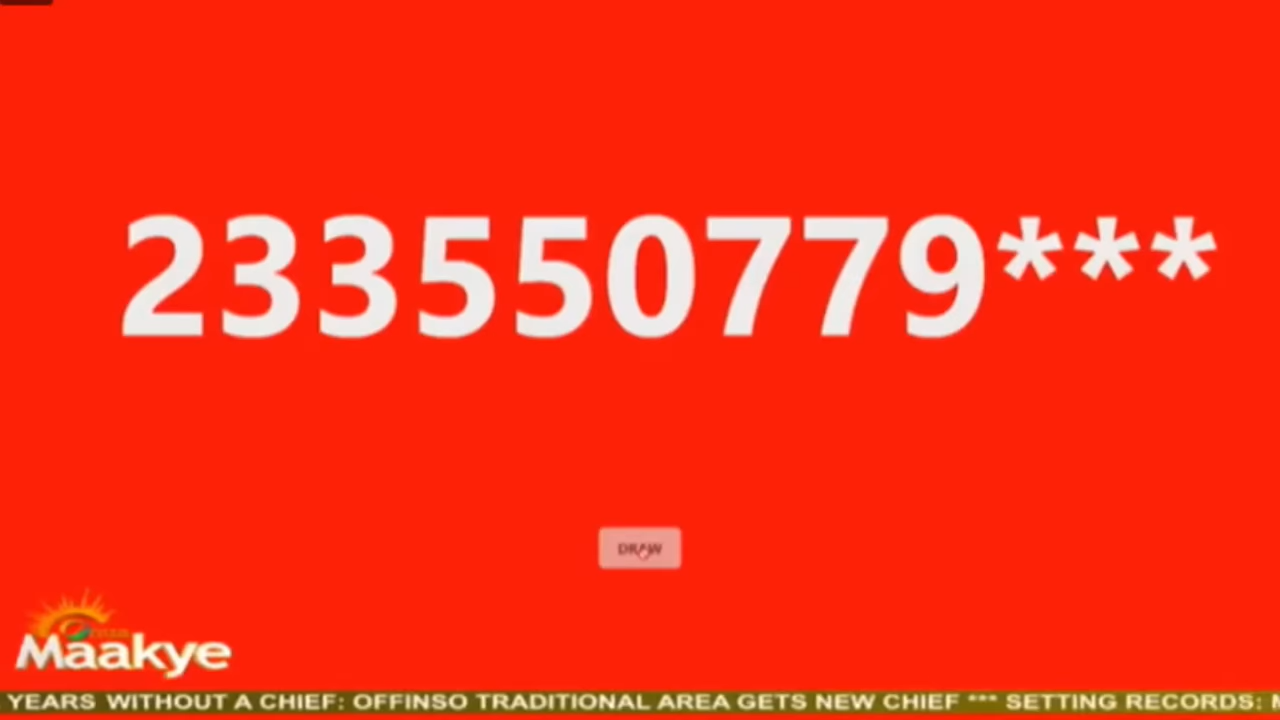 233550779***
DRAW
Maakye
YEARS WITHOUT A CHIEF: OFFINSO TRADITIONAL AREA GETS NEW CHIEF *** SETTING RECORDS: